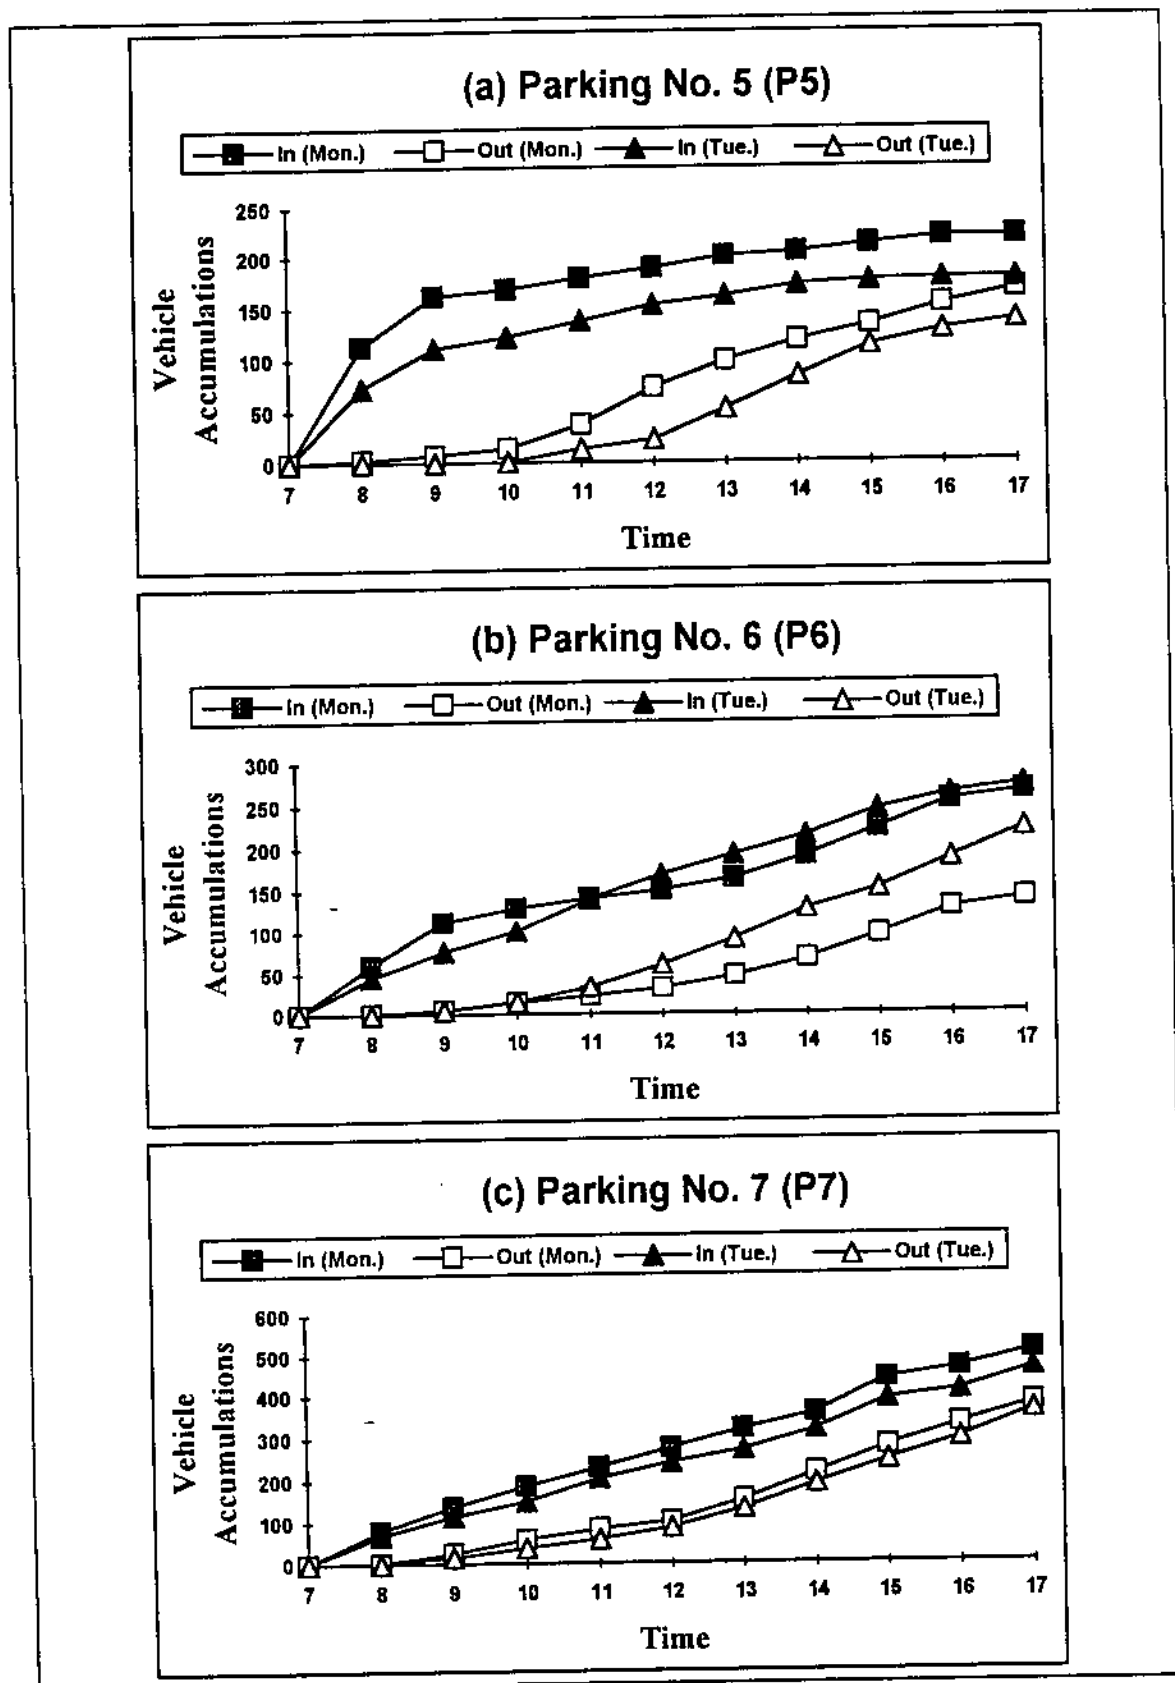 (a) Parking No. 5 (P5)
In (Mon.) Out (Mon.) In (Tue.) Out (Tue.)
250
200
150
100
50
0
Vehicle
Accumulations
7 8 9 10 11 12 13 14 15 16 17
Time
(b) Parking No. 6 (P6)
In (Mon.) Out (Mon.) In (Tue.) Out (Tue.)
300
250
200
150
100
50
0
Vehicle
Accumulations
7 8 9 10 11 12 13 14 15 16 17
Time
(c) Parking No. 7 (P7)
In (Mon.) Out (Mon.) In (Tue.) Out (Tue.)
600
500
400
300
200
100
0
Vehicle
Accumulations
7 8 9 10 11 12 13 14 15 16 17
Time